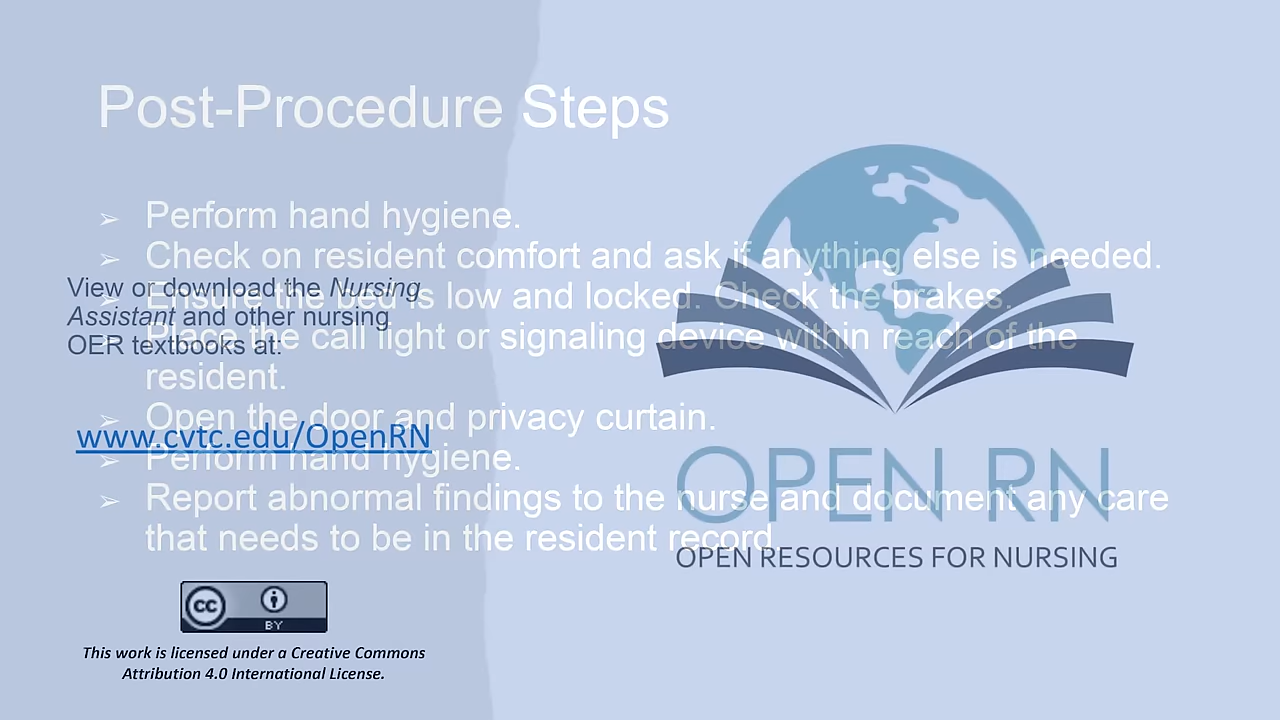 Post-Procedure Steps
➢ Perform hand hygiene.
➢ Check on resident comfort and ask if anything else is needed.
➢ Ensure the bed is low and locked. Check the brakes.
➢ Place the call light or signaling device within reach of the
resident.
➢ Open the door and privacy curtain.
➢ Perform hand hygiene.
➢ Report abnormal findings to the nurse and document any care
that needs to be in the resident record
View or download the Nursing
Assistant and other nursing
OER textbooks at:
www.cvtc.edu/OpenRN
cc
BY
This work is licensed under a Creative Commons
Attribution 4.0 International License.
OPEN RN
OPEN RESOURCES FOR NURSING